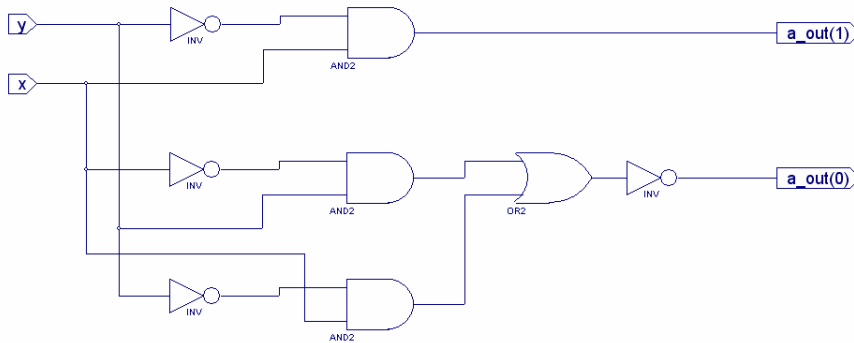 y
INV
AND2
a_out(1)
x
INV
AND2
OR2
INV
a_out(0)
INV
AND2